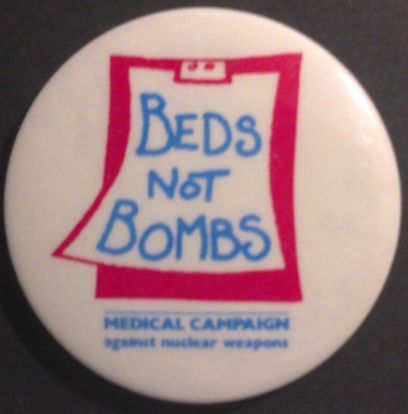 BEDS
NOT
BOMBS
MEDICAL CAMPAIGN
against nuclear weapons